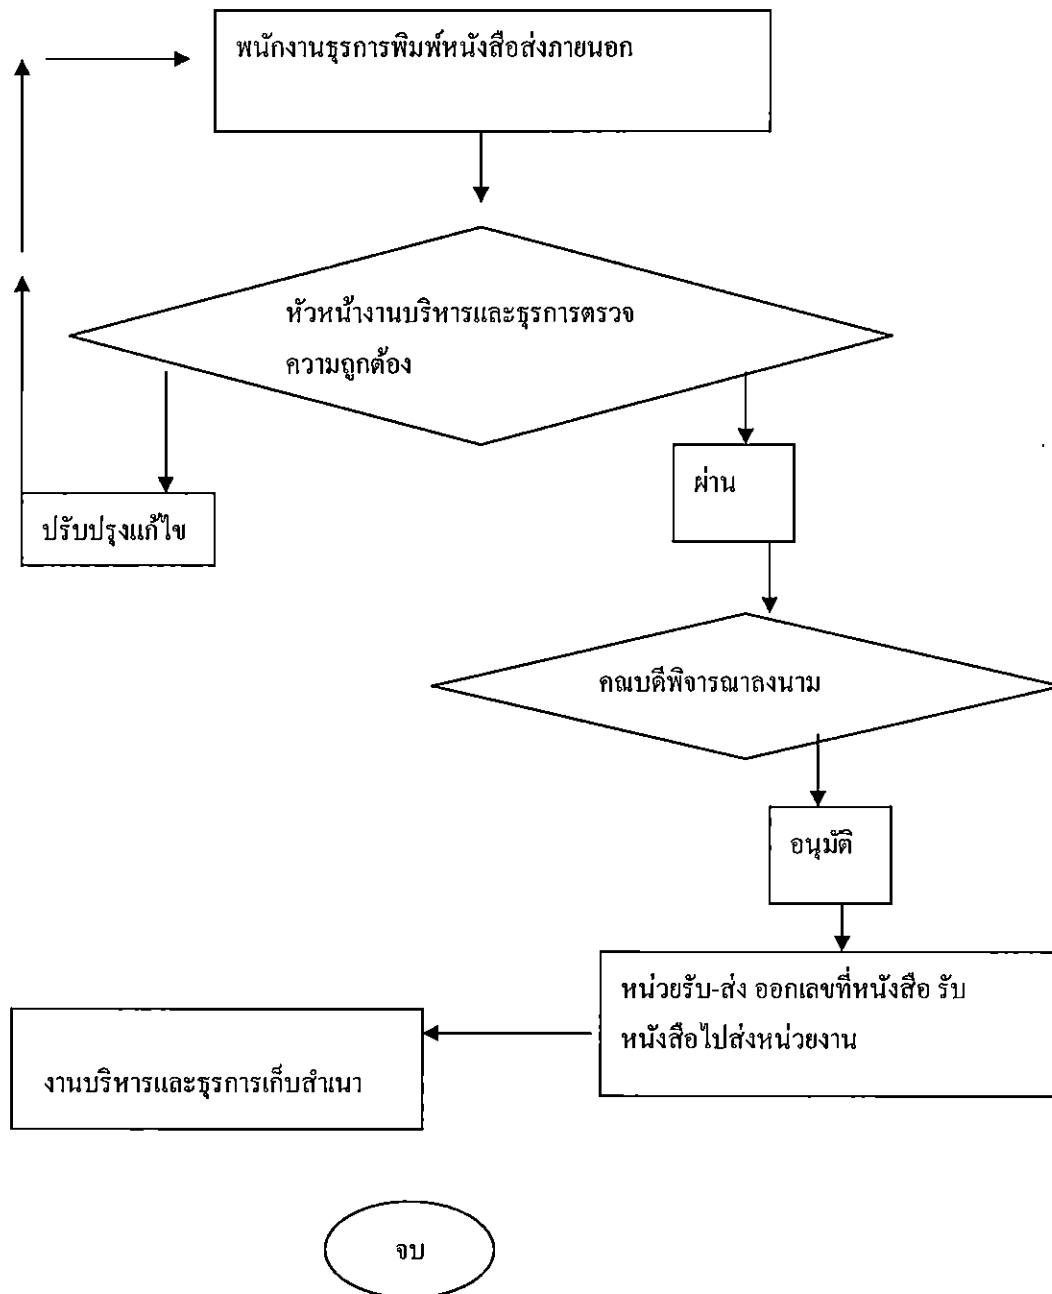 พนักงานธุรการพิมพ์หนังสือส่งภายนอก
หัวหน้างานบริหารและธุรการตรวจ
ความถูกต้อง
ผ่าน
ปรับปรุงแก้ไข
คณบดีพิจารณาลงนาม
อนุมัติ
หน่วยรับ-ส่ง ออกเลขที่หนังสือ รับ
หนังสือไปส่งหน่วยงาน
งานบริหารและธุรการเก็บสำเนา
จบ